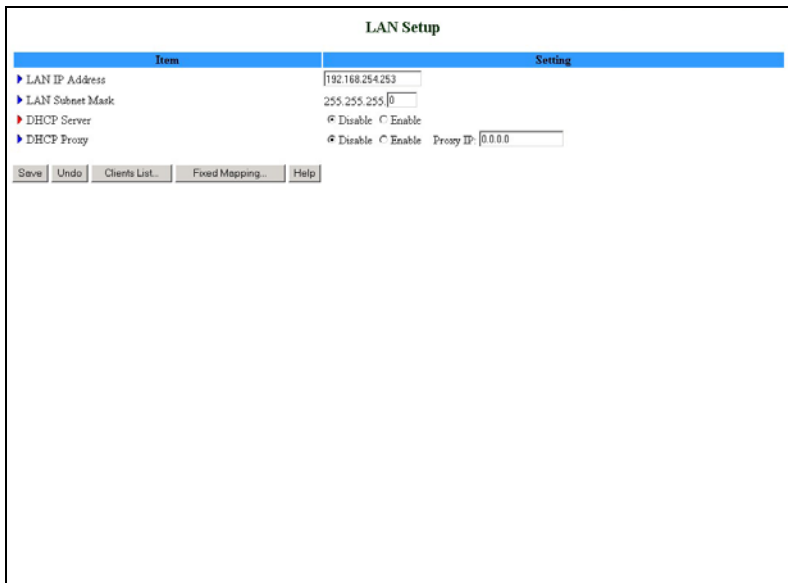 LAN Setup
Item Setting
LAN IP Address 192.168.254.253
LAN Subnet Mask 255.255.255.0
DHCP Server Disable Enable
DHCP Proxy Disable Enable Proxy IP: 0.0.0.0
Save Undo Clients List... Fixed Mapping... Help